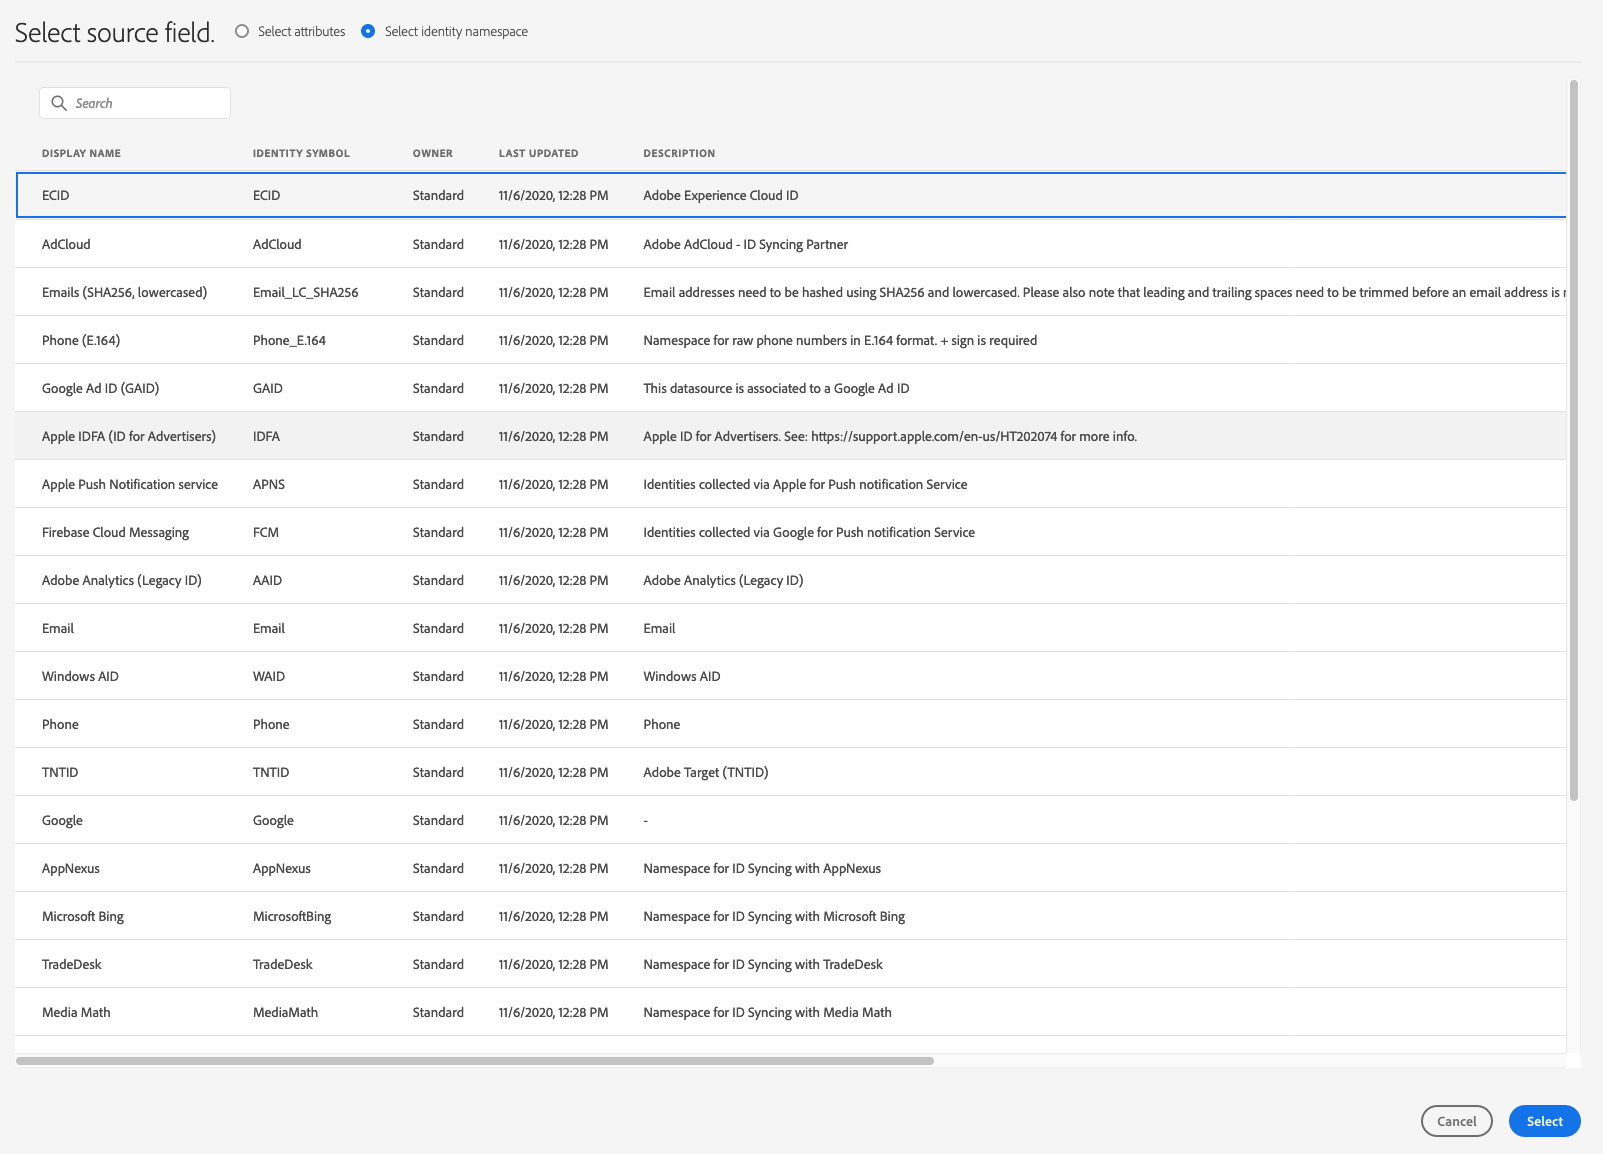 Select source field. Select attributes Select identity namespace
Search
DISPLAY NAME IDENTITY SYMBOL OWNER LAST UPDATED DESCRIPTION
ECID ECID Standard 11/6/2020, 12:28 PM Adobe Experience Cloud ID
AdCloud AdCloud Standard 11/6/2020, 12:28 PM Adobe AdCloud - ID Syncing Partner
Emails (SHA256, lowercased) Email_LC_SHA256 Standard 11/6/2020, 12:28 PM Email addresses need to be hashed using SHA256 and lowercased. Please also note that leading and trailing spaces need to be trimmed before an email address is
Phone (E.164) Phone_E.164 Standard 11/6/2020, 12:28 PM Namespace for raw phone numbers in E.164 format. + sign is required
Google Ad ID (GAID) GAID Standard 11/6/2020, 12:28 PM This datasource is associated to a Google Ad ID
Apple IDFA (ID for Advertisers) IDFA Standard 11/6/2020, 12:28 PM Apple ID for Advertisers. See: https://support.apple.com/en-us/HT202074 for more info.
Apple Push Notification service APNS Standard 11/6/2020, 12:28 PM Identities collected via Apple for Push notification Service
Firebase Cloud Messaging FCM Standard 11/6/2020, 12:28 PM Identities collected via Google for Push notification Service
Adobe Analytics (Legacy ID) AAID Standard 11/6/2020, 12:28 PM Adobe Analytics (Legacy ID)
Email Email Standard 11/6/2020, 12:28 PM Email
Windows AID WAID Standard 11/6/2020, 12:28 PM Windows AID
Phone Phone Standard 11/6/2020, 12:28 PM Phone
TNTID TNTID Standard 11/6/2020, 12:28 PM Adobe Target (TNTID)
Google Google Standard 11/6/2020, 12:28 PM -
AppNexus AppNexus Standard 11/6/2020, 12:28 PM Namespace for ID Syncing with AppNexus
Microsoft Bing MicrosoftBing Standard 11/6/2020, 12:28 PM Namespace for ID Syncing with Microsoft Bing
TradeDesk TradeDesk Standard 11/6/2020, 12:28 PM Namespace for ID Syncing with TradeDesk
Media Math MediaMath Standard 11/6/2020, 12:28 PM Namespace for ID Syncing with Media Math
Cancel Select